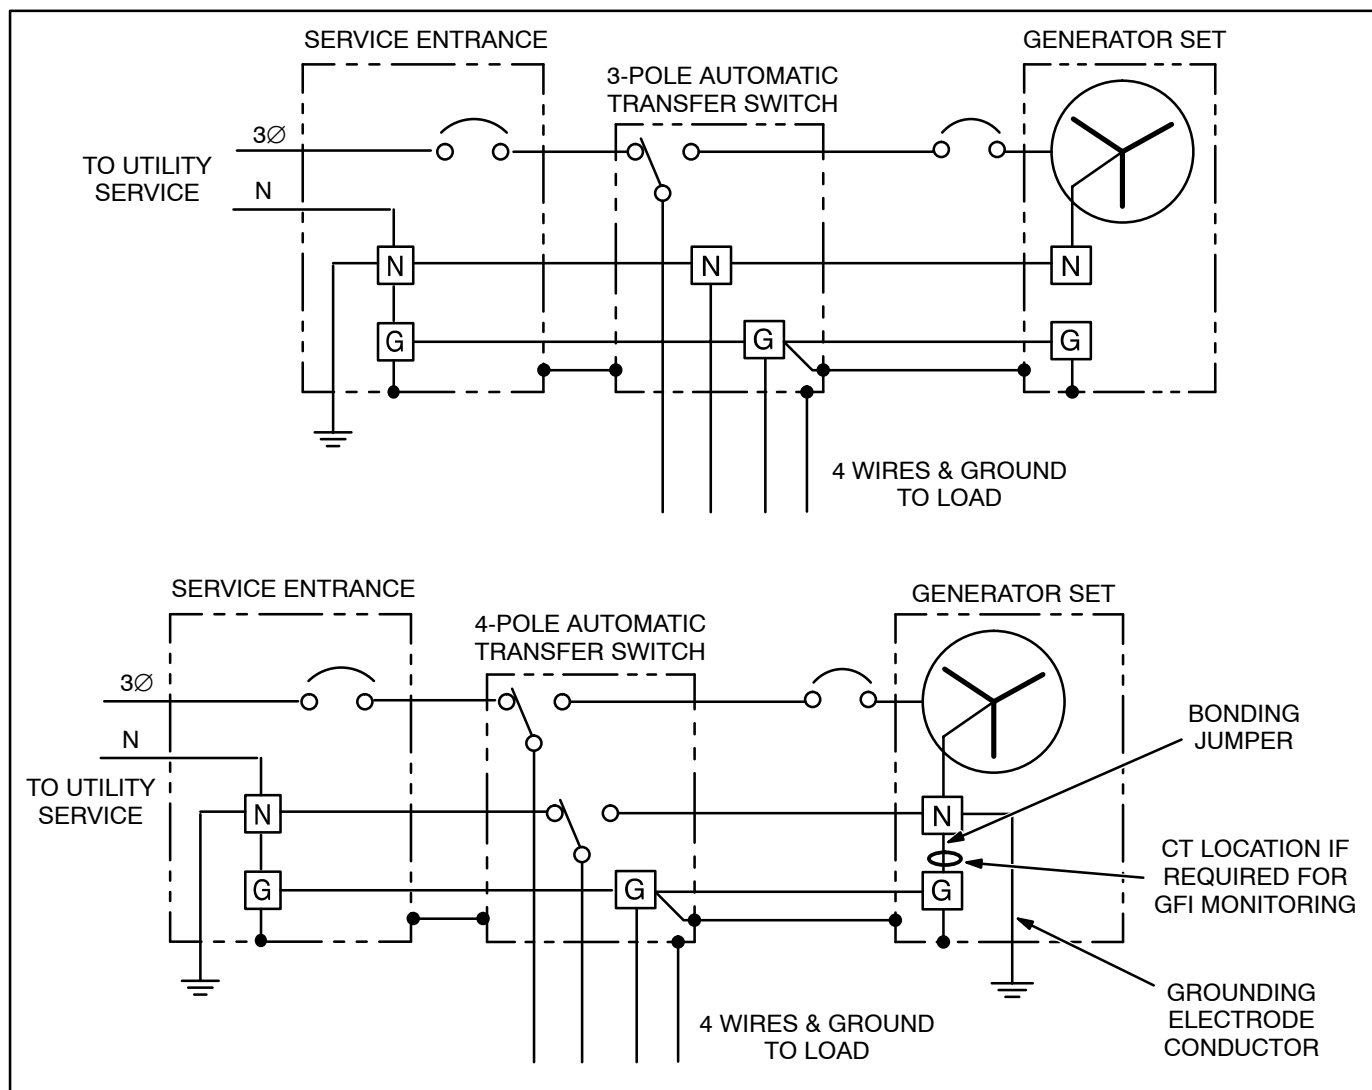 SERVICE ENTRANCE
GENERATOR SET
3-POLE AUTOMATIC
TRANSFER SWITCH
3∅
TO UTILITY
SERVICE
N
N
N
N
G
G
G
4 WIRES & GROUND
TO LOAD
SERVICE ENTRANCE
GENERATOR SET
4-POLE AUTOMATIC
TRANSFER SWITCH
3∅
N
TO UTILITY
SERVICE
BONDING
JUMPER
N
N
CT LOCATION IF
REQUIRED FOR
GFI MONITORING
G
G
G
GROUNDING
ELECTRODE
CONDUCTOR
4 WIRES & GROUND
TO LOAD